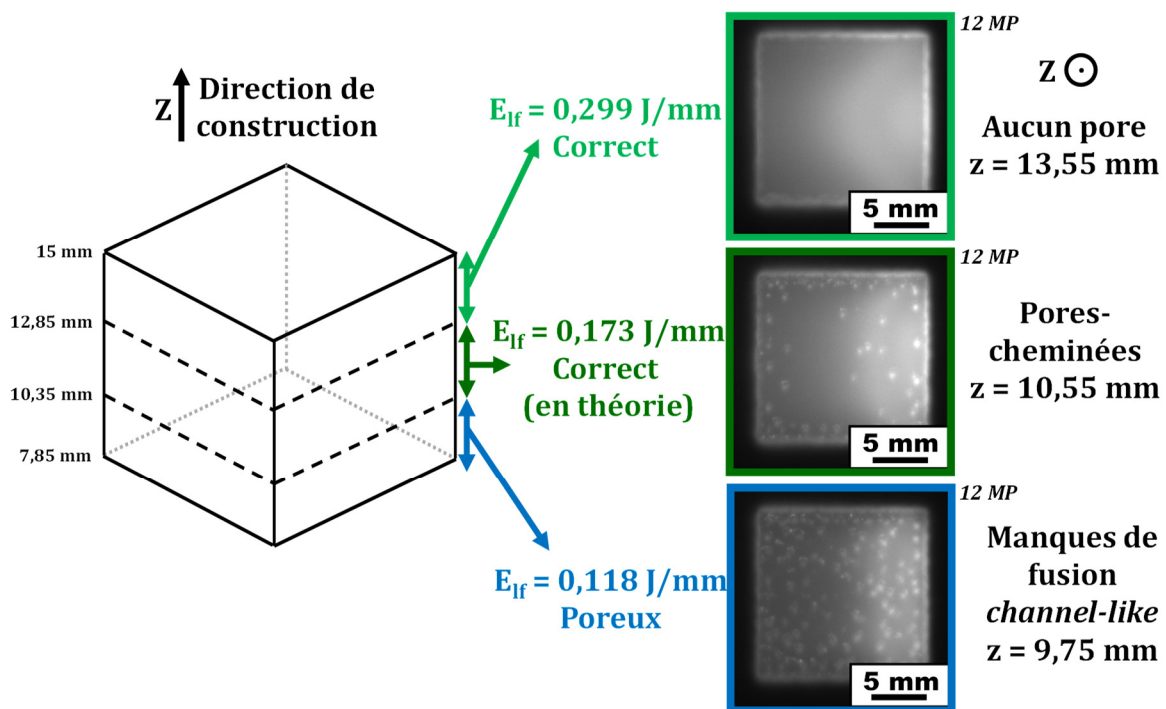 Z
Direction de
construction
15 mm
12,85 mm
10,35 mm
7,85 mm
E_lf = 0,299 J/mm
Correct
E_lf = 0,173 J/mm
Correct
(en théorie)
E_lf = 0,118 J/mm
Poreux
12 MP
5 mm
Z
Aucun pore
z = 13,55 mm
12 MP
5 mm
Pores-
cheminées
z = 10,55 mm
12 MP
5 mm
Manques de
fusion
channel-like
z = 9,75 mm